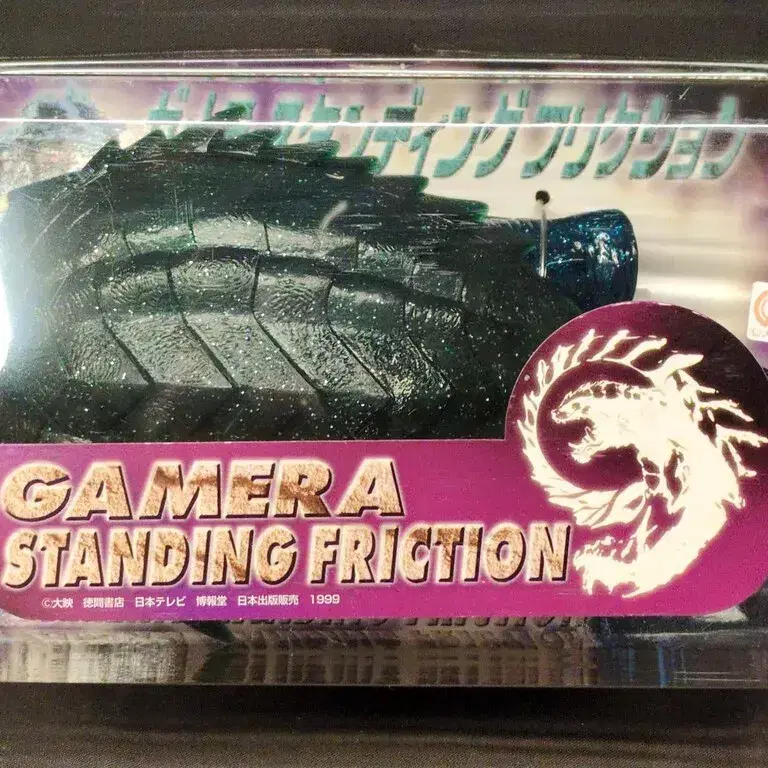 ガメラ スタンディング フリクション
GAMERA
STANDING FRICTION
©大映 徳間書店 日本テレビ 博報堂 日本出版販売 1999